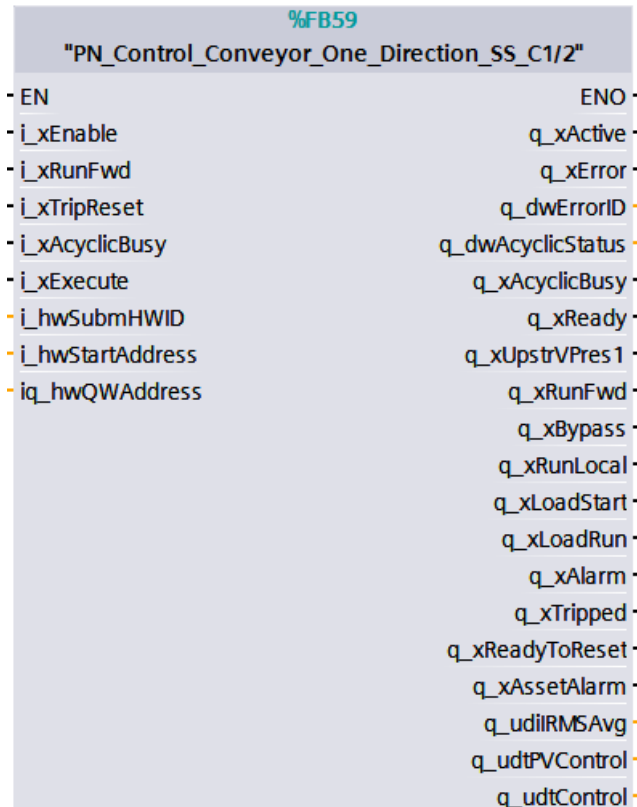 %FB59
"PN_Control_Conveyor_One_Direction_SS_C1/2"
EN ENO
i_xEnable q_xActive
i_xRunFwd q_xError
i_xTripReset q_dwErrorID
i_xAcyclicBusy q_dwAcyclicStatus
i_xExecute q_xAcyclicBusy
i_hwSubmHWID q_xReady
i_hwStartAddress q_xUpstrVPres1
iq_hwQWAddress q_xRunFwd
q_xBypass
q_xRunLocal
q_xLoadStart
q_xLoadRun
q_xAlarm
q_xTripped
q_xReadyToReset
q_xAssetAlarm
q_udiIRMSAvg
q_udtPVControl
q_udtControl